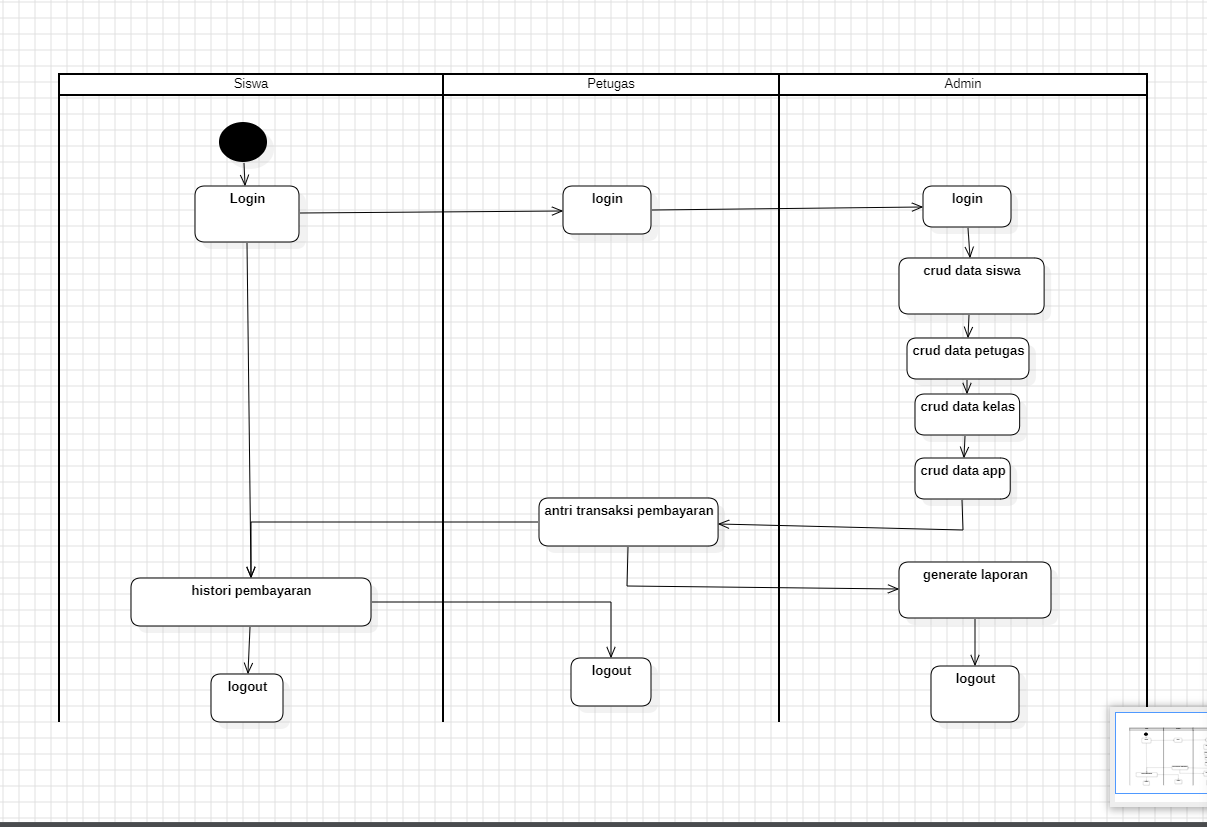 Siswa
Petugas
Admin
Login
login
login
crud data siswa
crud data petugas
crud data kelas
crud data app
antri transaksi pembayaran
generate laporan
histori pembayaran
logout
logout
logout